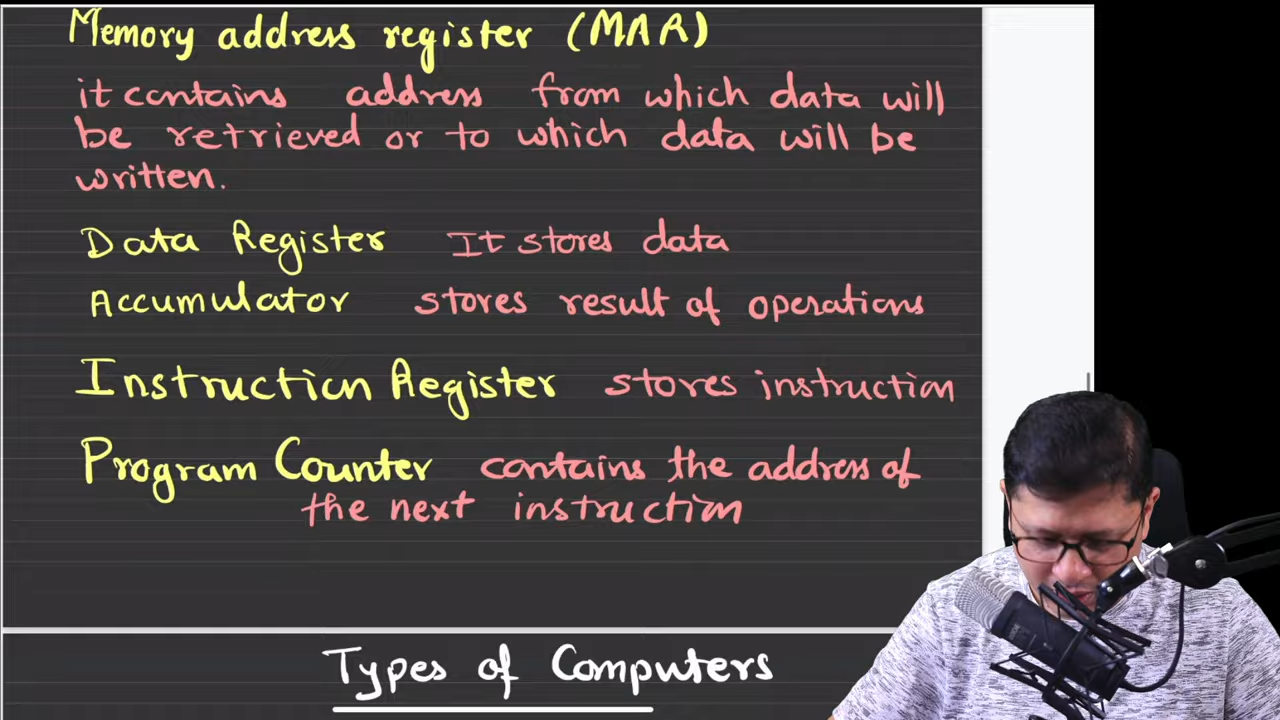 Memory address register (MAR)
it contains address from which data will
be retrieved or to which data will be
written.
Data Register It stores data
Accumulator stores result of operations
Instruction Register stores instruction
Program Counter contains the address of
the next instruction
Types of Computers